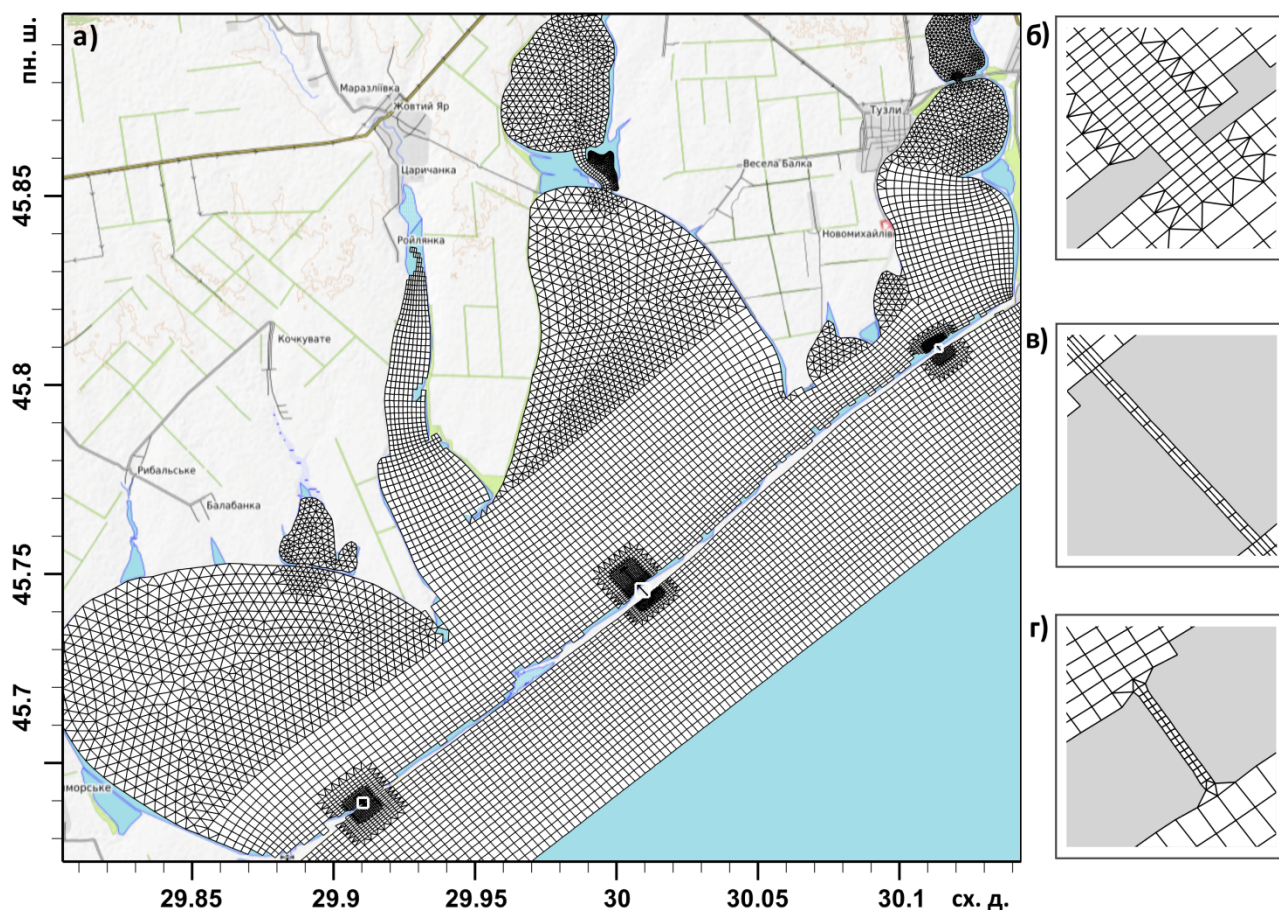 а)
пн. ш.
45.85
45.8
45.75
45.7
29.85
29.9
29.95
30
30.05
30.1
сх. д.
Маразліївка
Жовтий Яр
Царичанка
Ройлянка
Кочкувате
Рибальське
Балабанка
морське
Тузли
Весела Балка
Новомихайлів
б)
в)
г)